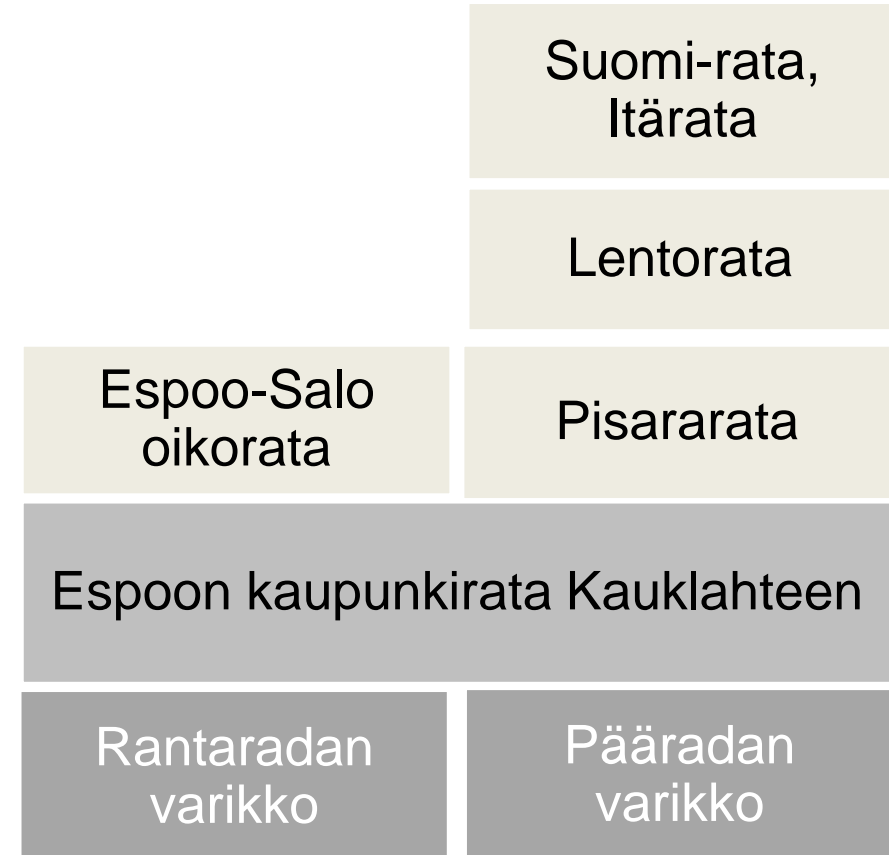 Suomi-rata,
Itärata
Lentorata
Espoo-Salo
oikorata
Pisararata
Espoon kaupunkirata Kauklahteen
Rantaradan
varikko
Pääradan
varikko